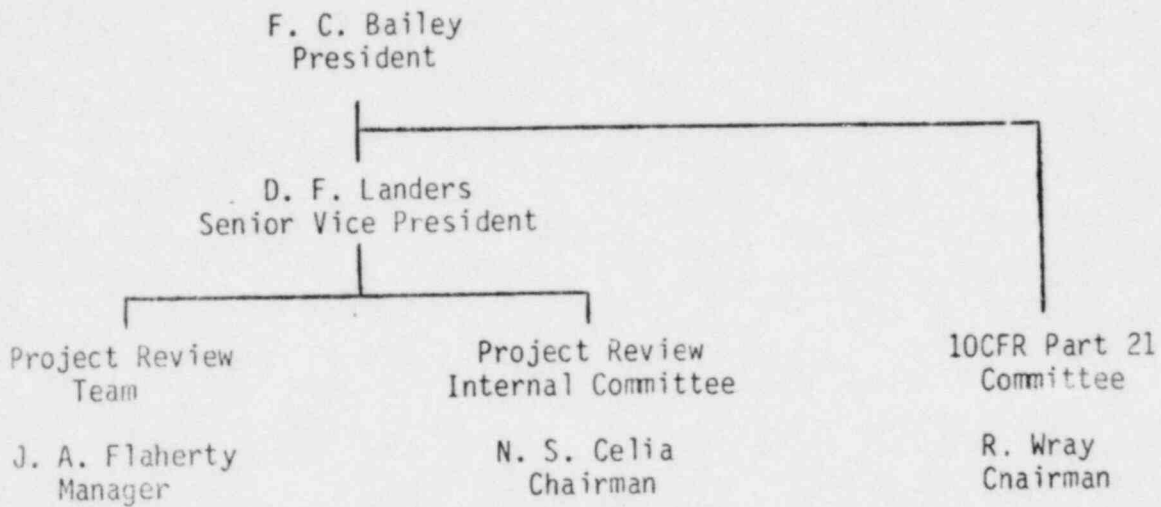 F. C. Bailey
President
D. F. Landers
Senior Vice President
Project Review
Team
J. A. Flaherty
Manager
Project Review
Internal Committee
N. S. Celia
Chairman
10CFR Part 21
Committee
R. Wray
Cnairman